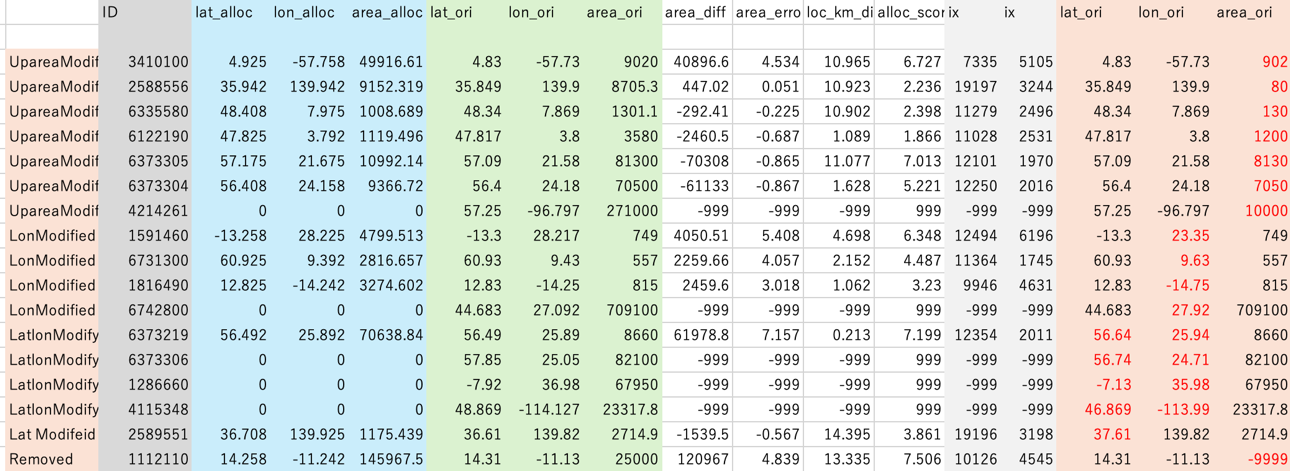 ID lat_alloc lon_alloc area_alloc lat_ori lon_ori area_ori area_diff area_erro loc_km_di alloc_scor ix ix lat_ori lon_ori area_ori
UpareaModif 3410100 4.925 -57.758 49916.61 4.83 -57.73 9020 40896.6 4.534 10.965 6.727 7335 5105 4.83 -57.73 902
UpareaModif 2588556 35.942 139.942 9152.319 35.849 139.9 8705.3 447.02 0.051 10.923 2.236 19197 3244 35.849 139.9 80
UpareaModif 6335580 48.408 7.975 1008.689 48.34 7.869 1301.1 -292.41 -0.225 10.902 2.398 11279 2496 48.34 7.869 130
UpareaModif 6122190 47.825 3.792 1119.496 47.817 3.8 3580 -2460.5 -0.687 1.089 1.866 11028 2531 47.817 3.8 1200
UpareaModif 6373305 57.175 21.675 10992.14 57.09 21.58 81300 -70308 -0.865 11.077 7.013 12101 1970 57.09 21.58 8130
UpareaModif 6373304 56.408 24.158 9366.72 56.4 24.18 70500 -61133 -0.867 1.628 5.221 12250 2016 56.4 24.18 7050
UpareaModif 4214261 0 0 0 57.25 -96.797 271000 -999 -999 -999 999 -999 -999 57.25 -96.797 10000
LonModified 1591460 -13.258 28.225 4799.513 -13.3 28.217 749 4050.51 5.408 4.698 6.348 12494 6196 -13.3 23.35 749
LonModified 6731300 60.925 9.392 2816.657 60.93 9.43 557 2259.66 4.057 2.152 4.487 11364 1745 60.93 9.63 557
LonModified 1816490 12.825 -14.242 3274.602 12.83 -14.25 815 2459.6 3.018 1.062 3.23 9946 4631 12.83 -14.75 815
LonModified 6742800 0 0 0 44.683 27.092 709100 -999 -999 -999 999 -999 -999 44.683 27.92 709100
LatlonModify 6373219 56.492 25.892 70638.84 56.49 25.89 8660 61978.8 7.157 0.213 7.199 12354 2011 56.64 25.94 8660
LatlonModify 6373306 0 0 0 57.85 25.05 82100 -999 -999 -999 999 -999 -999 56.74 24.71 82100
LatlonModify 1286660 0 0 0 -7.92 36.98 67950 -999 -999 -999 999 -999 -999 -7.13 35.98 67950
LatlonModify 4115348 0 0 0 48.869 -114.127 23317.8 -999 -999 -999 999 -999 -999 46.869 -113.99 23317.8
Lat Modifeid 2589551 36.708 139.925 1175.439 36.61 139.82 2714.9 -1539.5 -0.567 14.395 3.861 19196 3198 37.61 139.82 2714.9
Removed 1112110 14.258 -11.242 145967.5 14.31 -11.13 25000 120967 4.839 13.335 7.506 10126 4545 14.31 -11.13 -9999